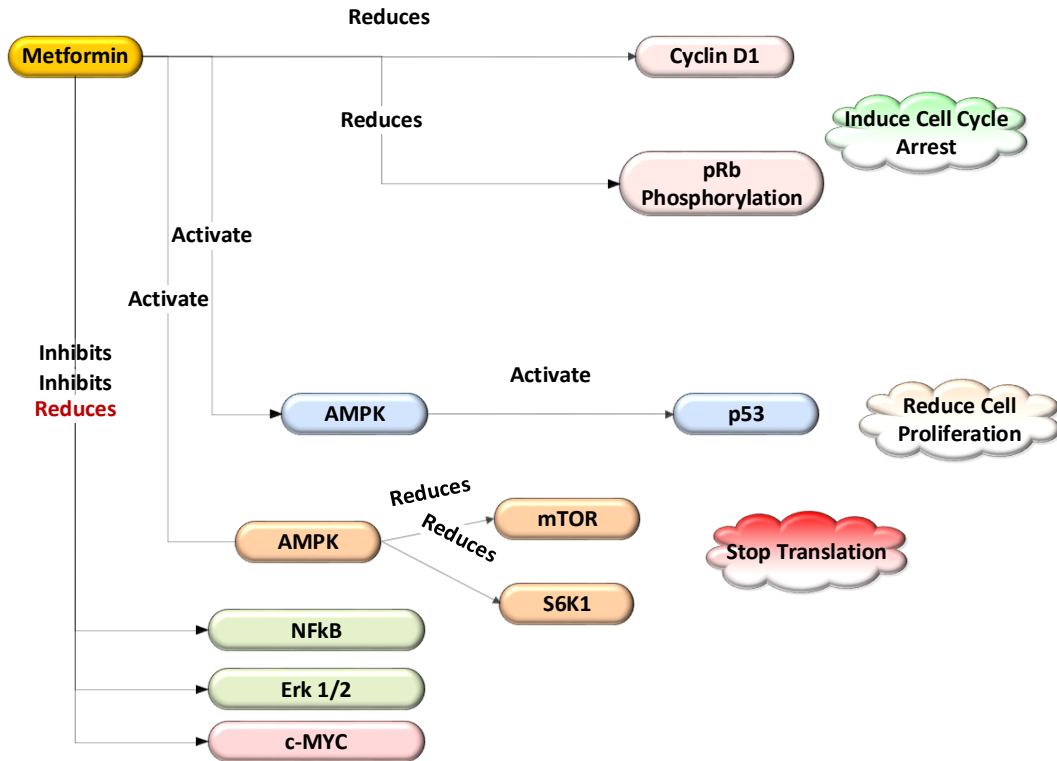 Reduces
Metformin
Cyclin D1
Reduces
Induce Cell Cycle
Arrest
pRb
Phosphorylation
Activate
Activate
Inhibits
Inhibits
Reduces
Activate
AMPK
p53
Reduce Cell
Proliferation
Reduces
Reduces
mTOR
AMPK
Stop Translation
S6K1
NFkB
Erk 1/2
c-MYC